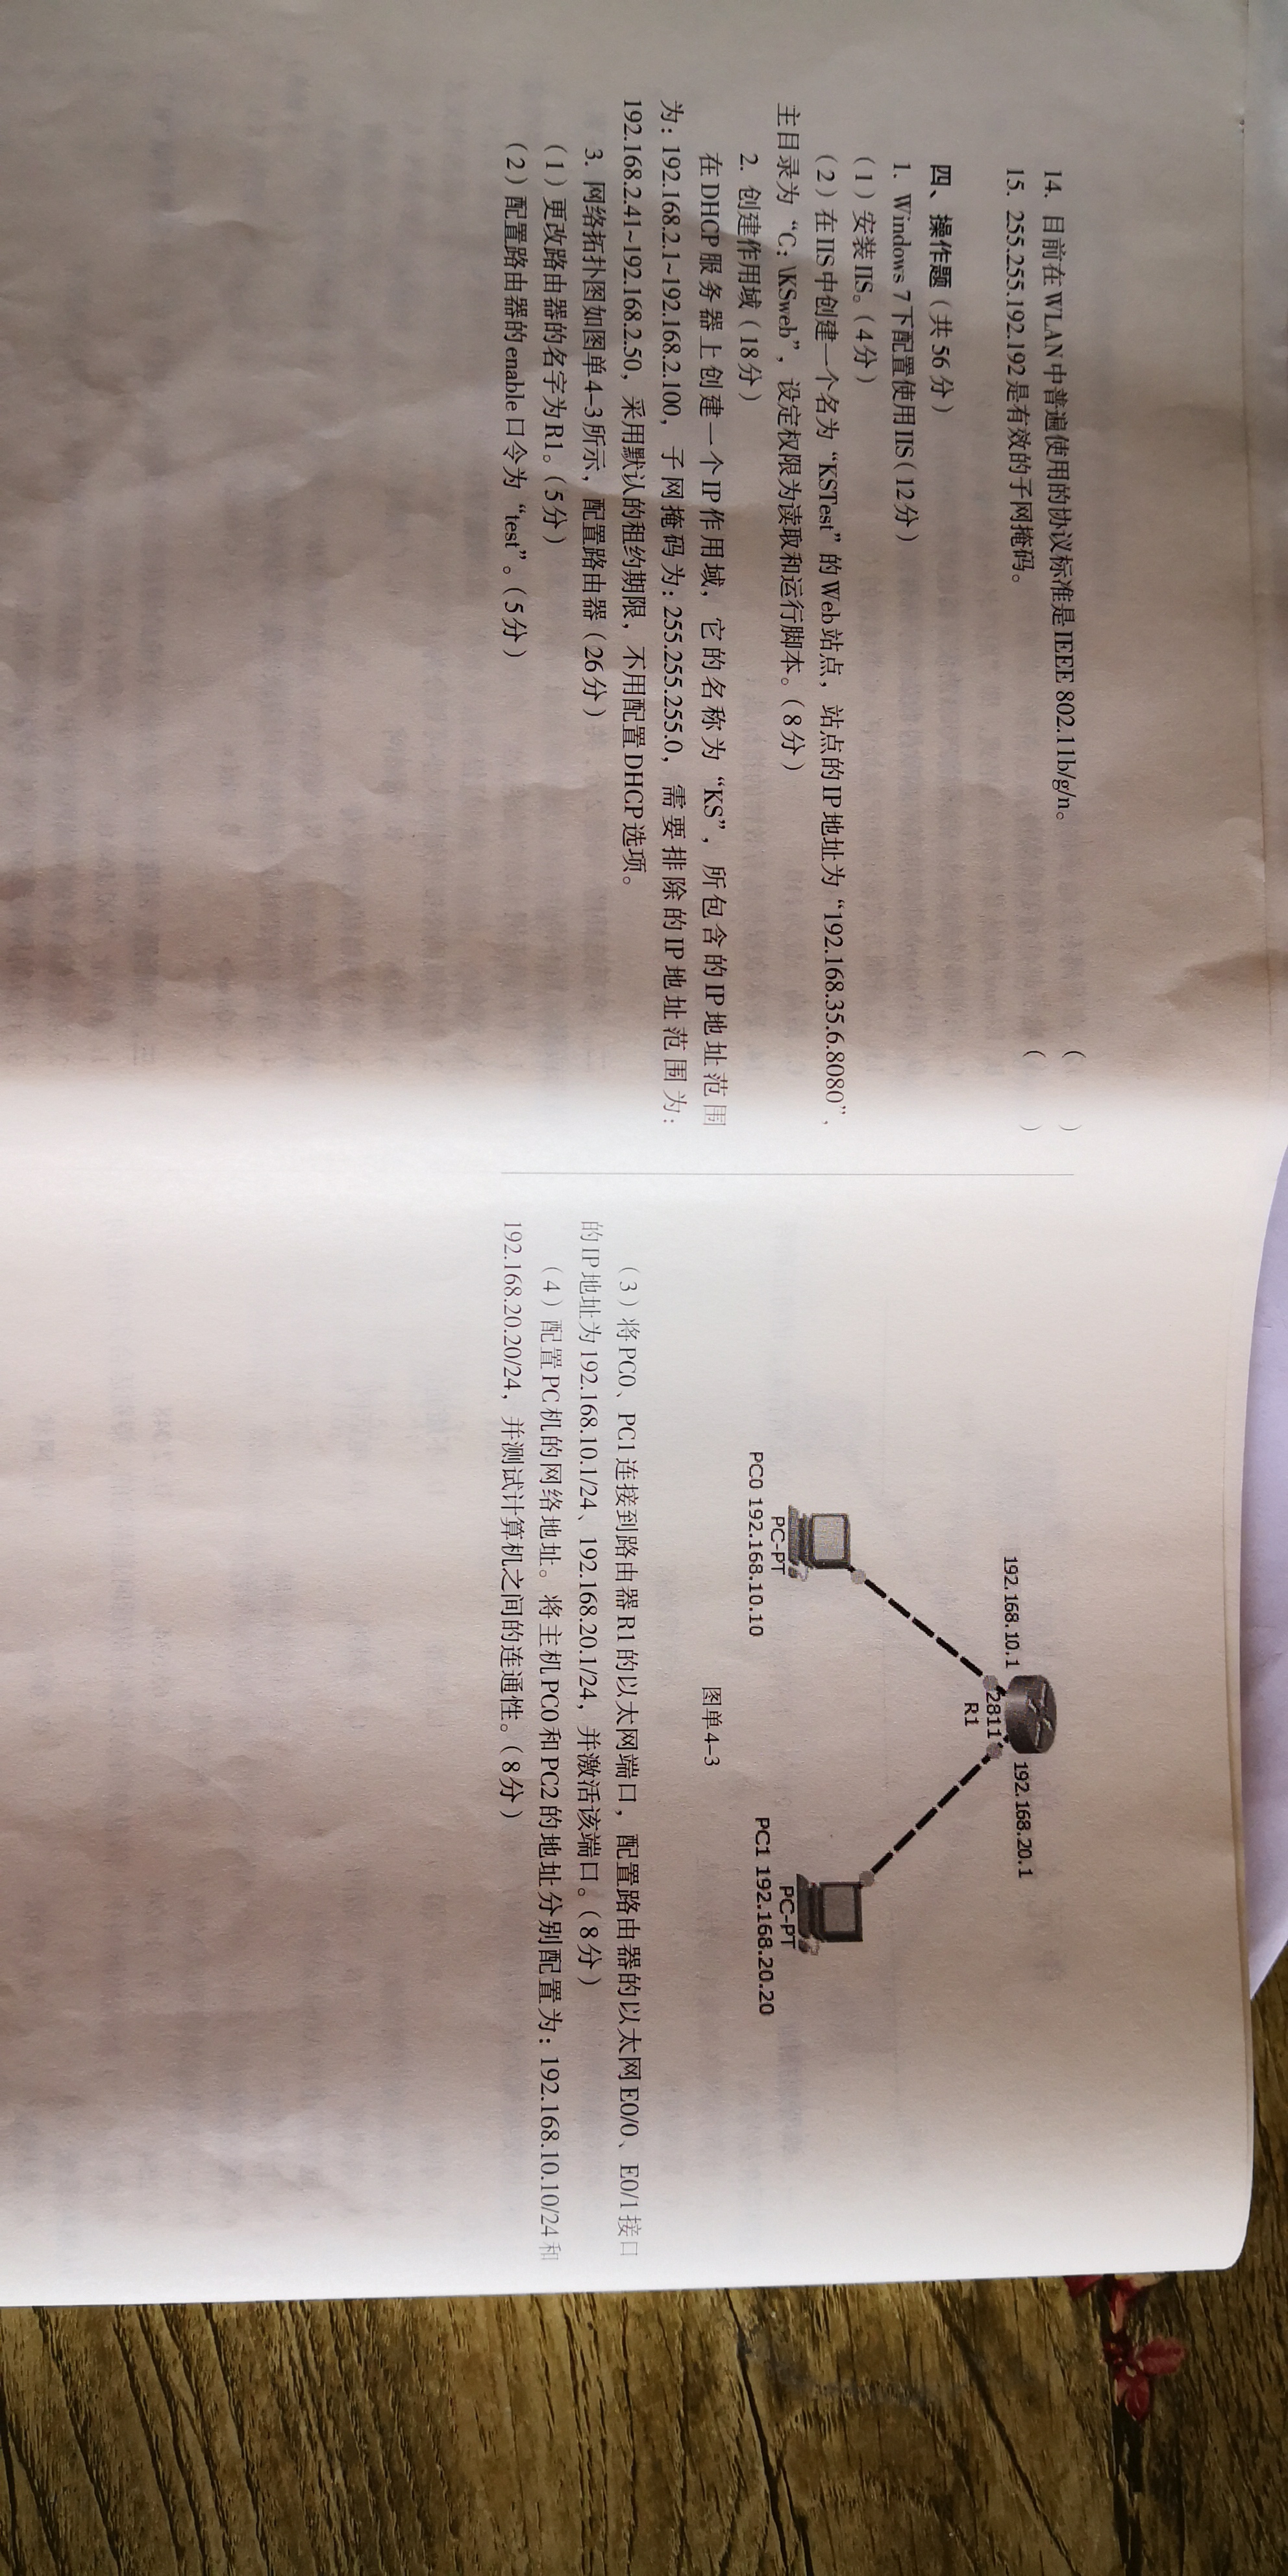 14. 目前在WLAN中普遍使用的协议标准是IEEE 802.11b/g/n。 ( )
15. 255.255.192.192是有效的子网掩码。 ( )
四、操作题(共56分)
1. Windows 7下配置使用IIS(12分)
(1)安装IIS。(4分)
(2)在IIS中创建一个名为“KSTest”的Web站点，站点的IP地址为“192.168.35.6.8080”，
主目录为“C:\KSweb”，设定权限为读取和运行脚本。(8分)
2. 创建作用域(18分)
在DHCP服务器上创建一个IP作用域，它的名称为“KS”，所包含的IP地址范围
为：192.168.2.1~192.168.2.100，子网掩码为：255.255.255.0，需要排除的IP地址范围为：
192.168.2.41~192.168.2.50，采用默认的租约期限，不用配置DHCP选项。
3. 网络拓扑图如图单4-3所示，配置路由器(26分)
(1)更改路由器的名字为R1。(5分)
(2)配置路由器的enable口令为“test”。(5分)
192.168.10.1
192.168.20.1
2811
R1
PC-PT
PC0 192.168.10.10
PC-PT
PC1 192.168.20.20
图单4-3
(3)将PC0、PC1连接到路由器R1的以太网端口，配置路由器的以太网E0/0、E0/1接口
的IP地址为192.168.10.1/24、192.168.20.1/24，并激活该端口。(8分)
(4)配置PC机的网络地址。将主机PC0和PC2的地址分别配置为：192.168.10.10/24和
192.168.20.20/24，并测试计算机之间的连通性。(8分)